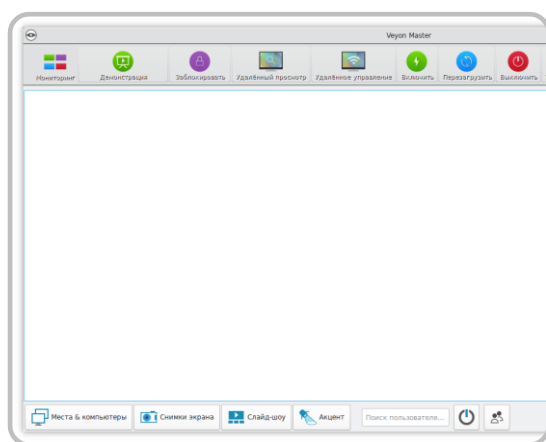 Veyon Master
Мониторинг Демонстрация Заблокировать Удалённый просмотр Удалённое управление Включить Перезагрузить Выключить
Места & компьютеры Снимки экрана Слайд-шоу Акцент Поиск пользователя...